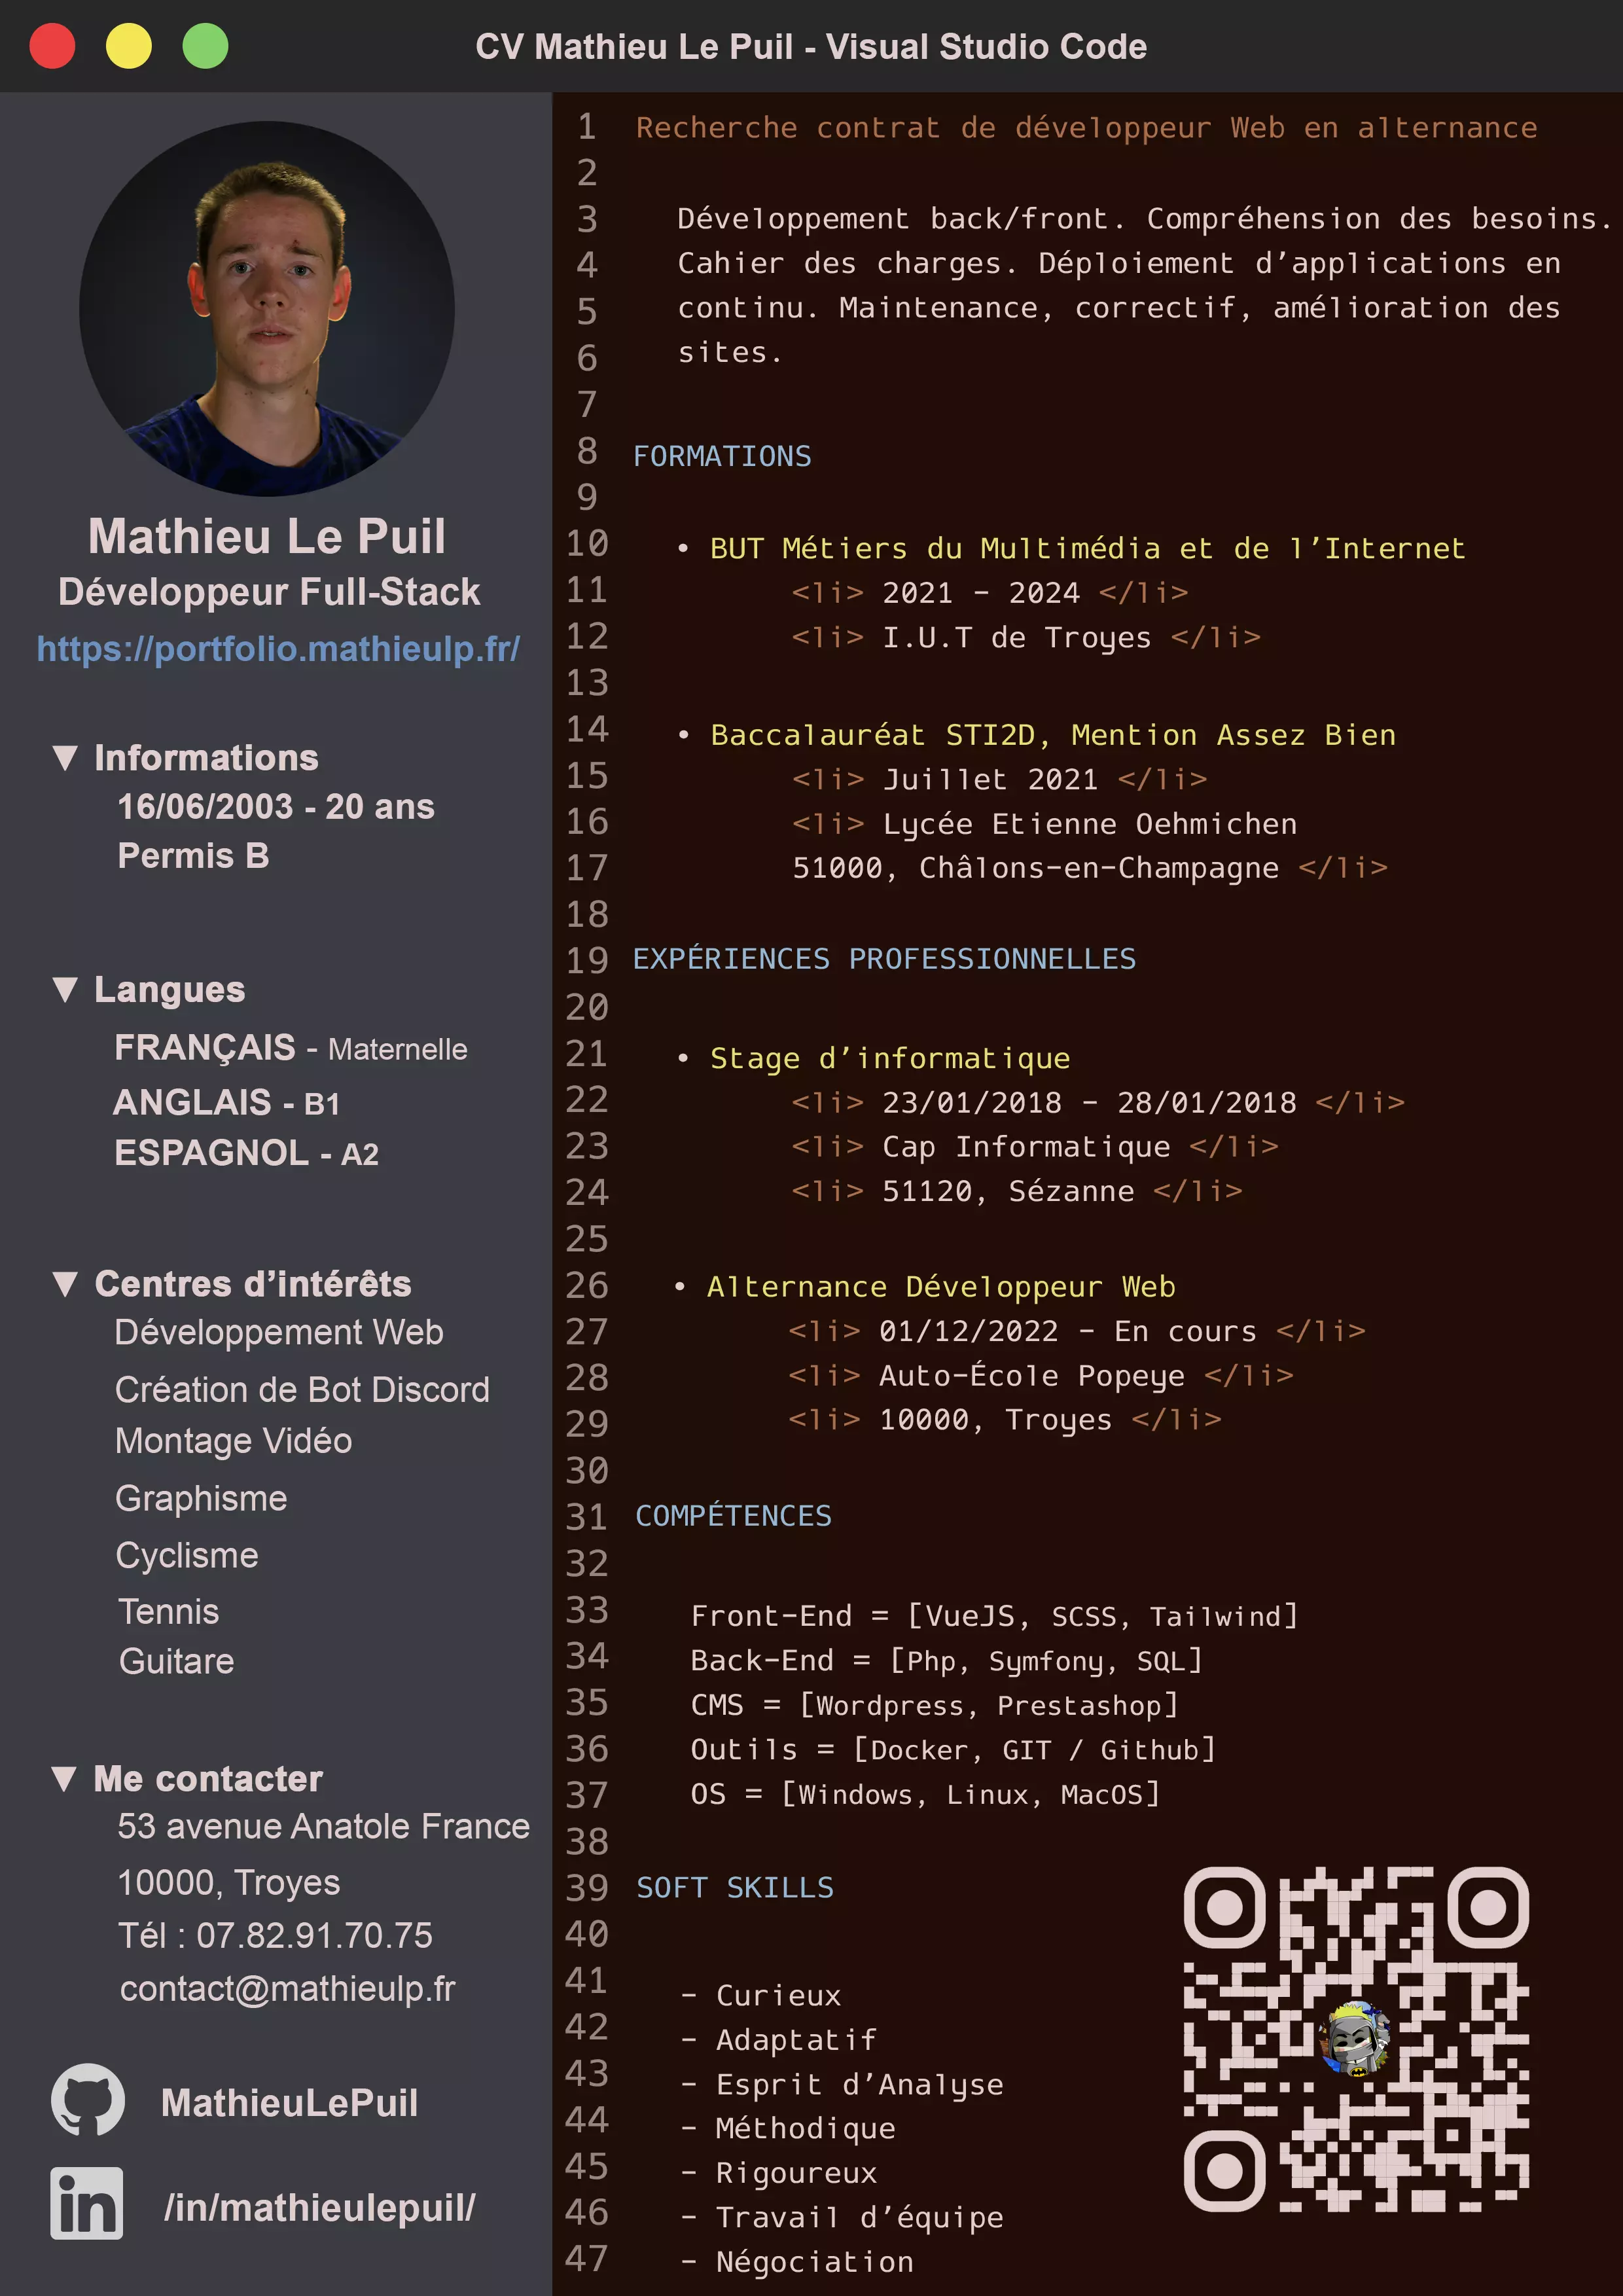 CV Mathieu Le Puil - Visual Studio Code
Mathieu Le Puil
Développeur Full-Stack
https://portfolio.mathieulp.fr/
▼ Informations
16/06/2003 - 20 ans
Permis B
▼ Langues
FRANÇAIS - Maternelle
ANGLAIS - B1
ESPAGNOL - A2
▼ Centres d’intérêts
Développement Web
Création de Bot Discord
Montage Vidéo
Graphisme
Cyclisme
Tennis
Guitare
▼ Me contacter
53 avenue Anatole France
10000, Troyes
Tél : 07.82.91.70.75
contact@mathieulp.fr
MathieuLePuil
in /in/mathieulepuil/
1 Recherche contrat de développeur Web en alternance
2
3 Développement back/front. Compréhension des besoins.
4 Cahier des charges. Déploiement d’applications en
5 continu. Maintenance, correctif, amélioration des
6 sites.
7
8 FORMATIONS
9
10 • BUT Métiers du Multimédia et de l’Internet
11 <li> 2021 - 2024 </li>
12 <li> I.U.T de Troyes </li>
13
14 • Baccalauréat STI2D, Mention Assez Bien
15 <li> Juillet 2021 </li>
16 <li> Lycée Etienne Oehmichen
17 51000, Châlons-en-Champagne </li>
18
19 EXPÉRIENCES PROFESSIONNELLES
20
21 • Stage d’informatique
22 <li> 23/01/2018 - 28/01/2018 </li>
23 <li> Cap Informatique </li>
24 <li> 51120, Sézanne </li>
25
26 • Alternance Développeur Web
27 <li> 01/12/2022 - En cours </li>
28 <li> Auto-École Popeye </li>
29 <li> 10000, Troyes </li>
30
31 COMPÉTENCES
32
33 Front-End = [VueJS, SCSS, Tailwind]
34 Back-End = [Php, Symfony, SQL]
35 CMS = [Wordpress, Prestashop]
36 Outils = [Docker, GIT / Github]
37 OS = [Windows, Linux, MacOS]
38
39 SOFT SKILLS
40
41 - Curieux
42 - Adaptatif
43 - Esprit d’Analyse
44 - Méthodique
45 - Rigoureux
46 - Travail d’équipe
47 - Négociation